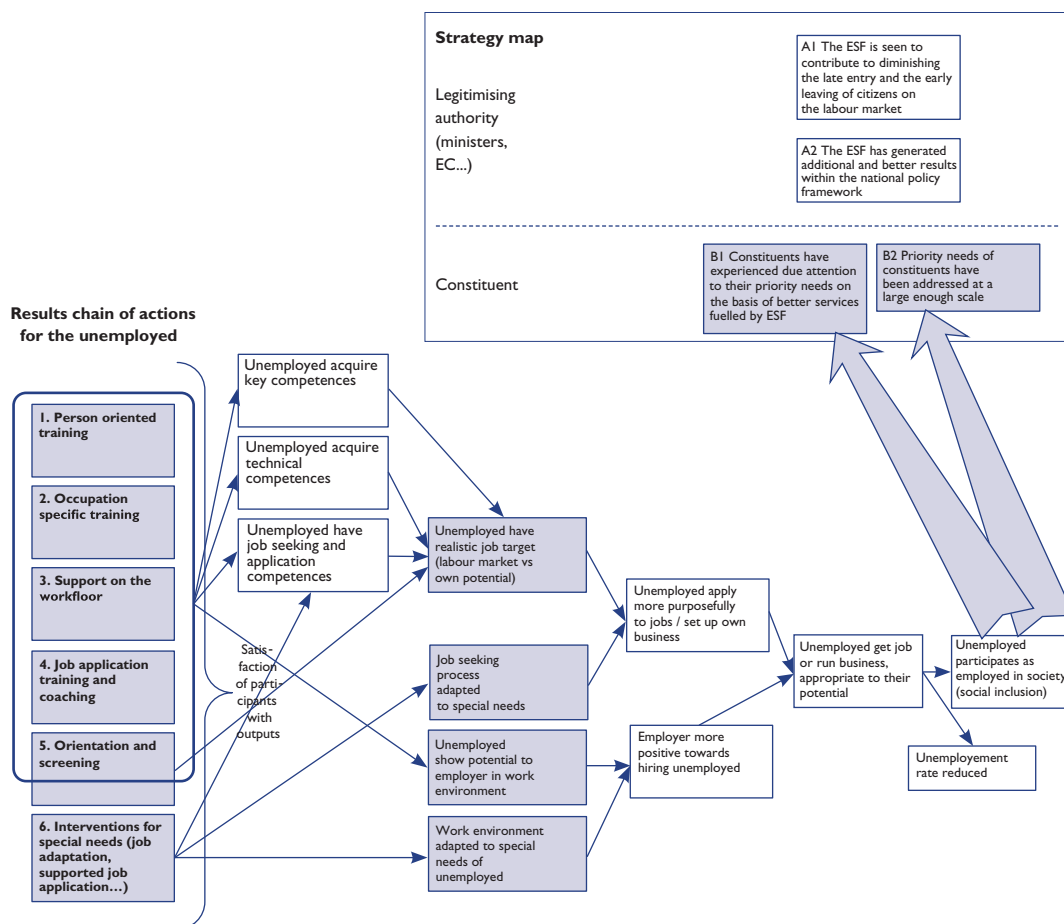 Strategy map
Legitimising
authority
(ministers,
EC...)
A1 The ESF is seen to
contribute to diminishing
the late entry and the early
leaving of citizens on
the labour market
A2 The ESF has generated
additional and better results
within the national policy
framework
Constituent
B1 Constituents have
experienced due attention
to their priority needs on
the basis of better services
fuelled by ESF
B2 Priority needs of
constituents have
been addressed at a
large enough scale
Results chain of actions
for the unemployed
1. Person oriented
training
2. Occupation
specific training
3. Support on the
workfloor
4. Job application
training and
coaching
5. Orientation and
screening
6. Interventions for
special needs (job
adaptation,
supported job
application...)
Satis-
faction
of parti-
cipants
with
outputs
Unemployed acquire
key competences
Unemployed acquire
technical
competences
Unemployed have
job seeking and
application
competences
Unemployed have
realistic job target
(labour market vs
own potential)
Job seeking
process
adapted
to special needs
Unemployed
show potential to
employer in work
environment
Work environment
adapted to special
needs of
unemployed
Unemployed apply
more purposefully
to jobs / set up own
business
Employer more
positive towards
hiring unemployed
Unemployed get job
or run business,
appropriate to their
potential
Unemployed
participates as
employed in society
(social inclusion)
Unemployement
rate reduced